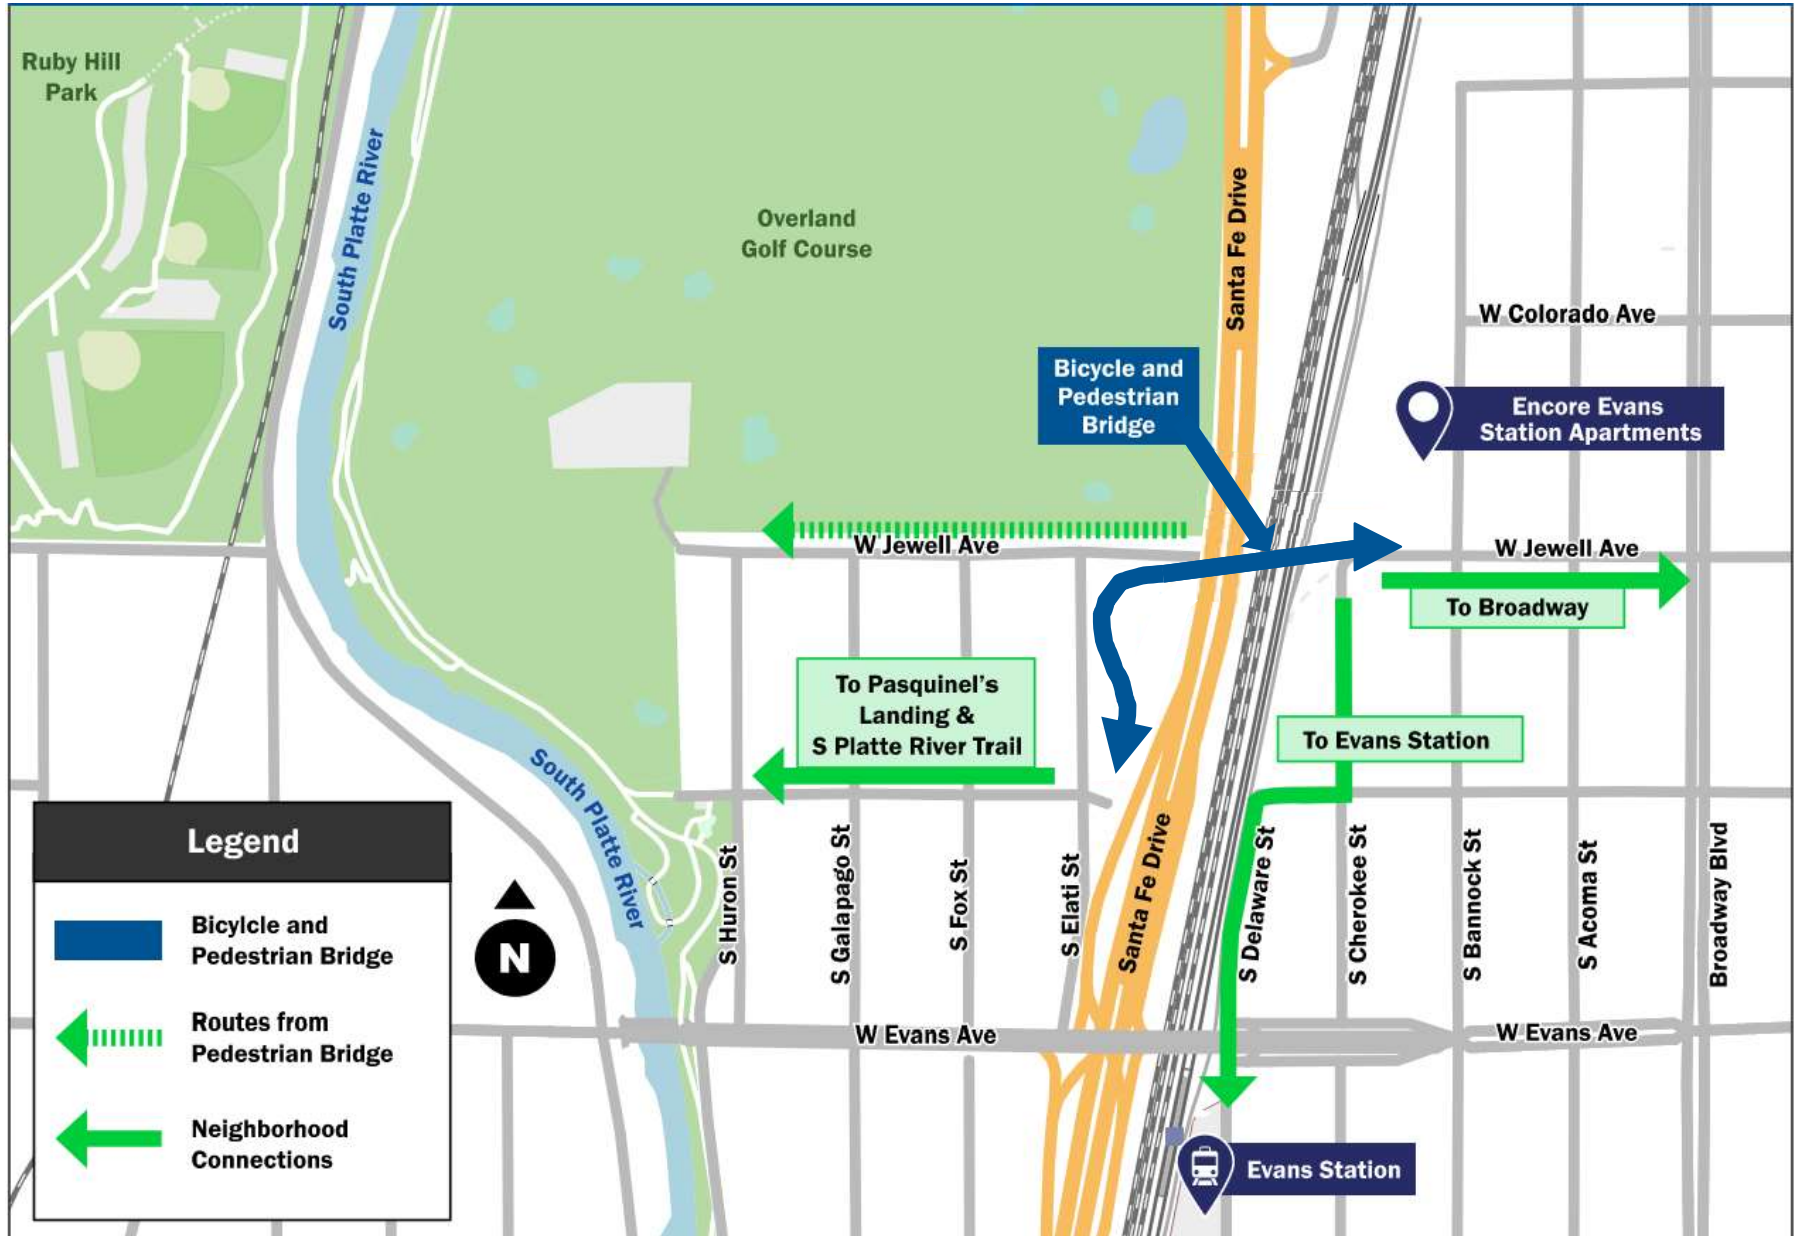 Ruby Hill
Park
South Platte River
Overland
Golf Course
Santa Fe Drive
W Colorado Ave
Bicycle and
Pedestrian
Bridge
Encore Evans
Station Apartments
W Jewell Ave
W Jewell Ave
To Broadway
To Pasquinel's
Landing &
S Platte River Trail
To Evans Station
South Platte River
S Huron St
S Galapago St
S Fox St
S Elati St
Santa Fe Drive
S Delaware St
S Cherokee St
S Bannock St
S Acoma St
Broadway Blvd
W Evans Ave
W Evans Ave
Evans Station
N
Legend
Bicylcle and
Pedestrian Bridge
Routes from
Pedestrian Bridge
Neighborhood
Connections